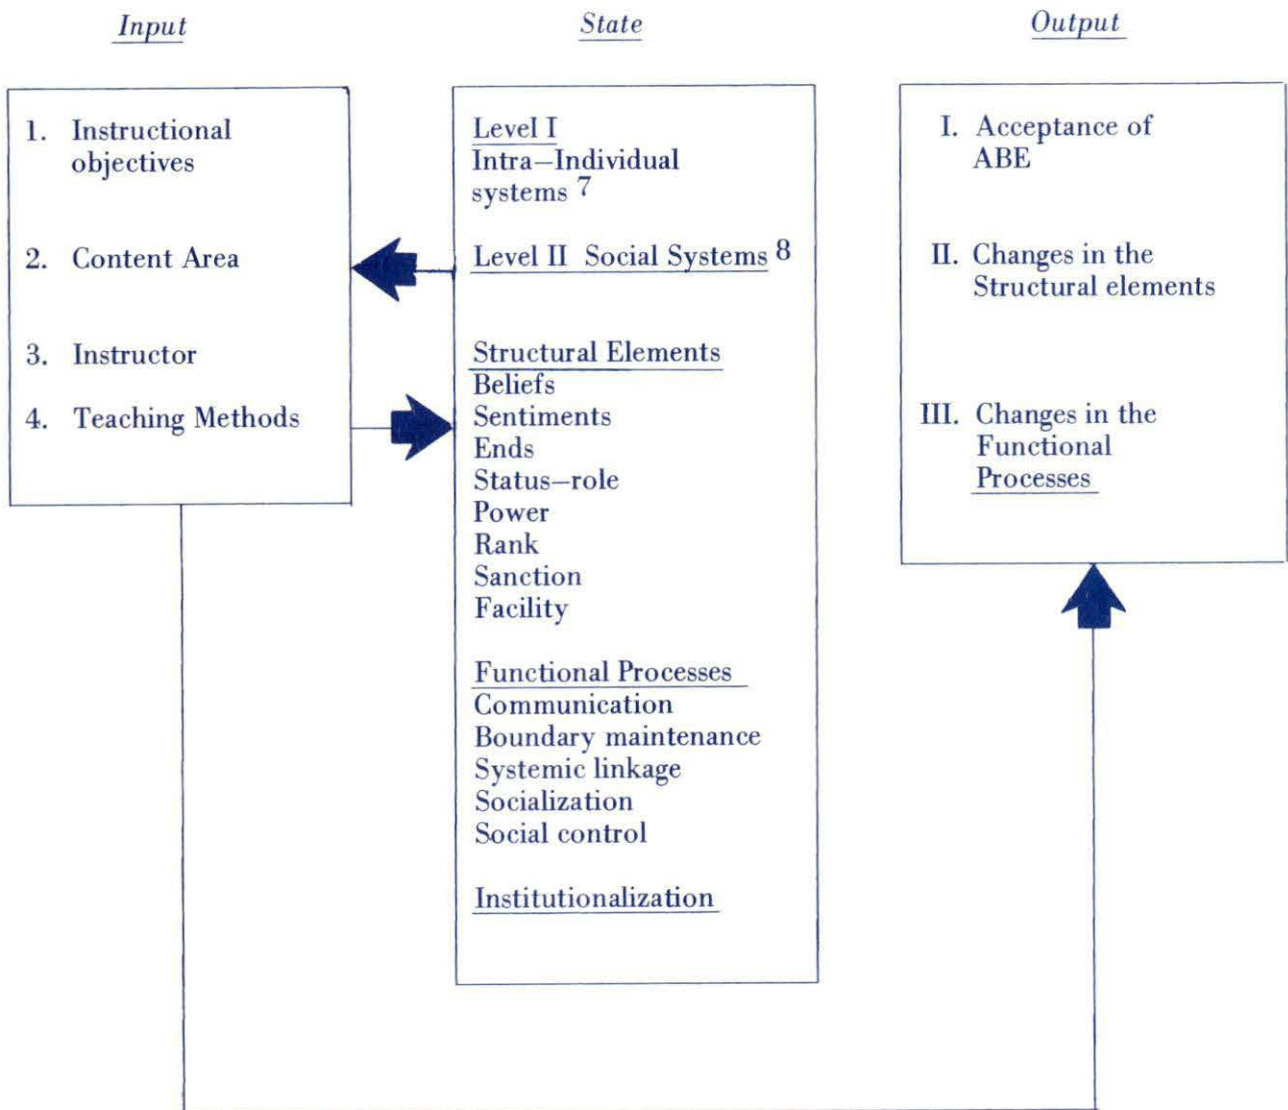 Input
State
Output
1. Instructional
objectives
2. Content Area
3. Instructor
4. Teaching Methods
Level I
Intra–Individual
systems 7
Level II Social Systems 8
Structural Elements
Beliefs
Sentiments
Ends
Status–role
Power
Rank
Sanction
Facility
Functional Processes
Communication
Boundary maintenance
Systemic linkage
Socialization
Social control
Institutionalization
I. Acceptance of
ABE
II. Changes in the
Structural elements
III. Changes in the
Functional
Processes